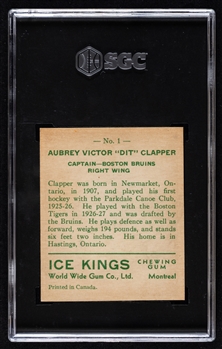 SGC
— No. 1 —
AUBREY VICTOR "DIT" CLAPPER
CAPTAIN—BOSTON BRUINS
RIGHT WING
Clapper was born in Newmarket, On-
tario, in 1907, and played his first
hockey with the Parkdale Canoe Club,
1925-26. He played with the Boston
Tigers in 1926-27 and was drafted by
the Bruins. He plays defence as well as
forward, weighs 194 pounds, and stands
six feet two inches. His home is in
Hastings, Ontario.
ICE KINGS CHEWING GUM
World Wide Gum Co., Ltd. Montreal
Printed in Canada.